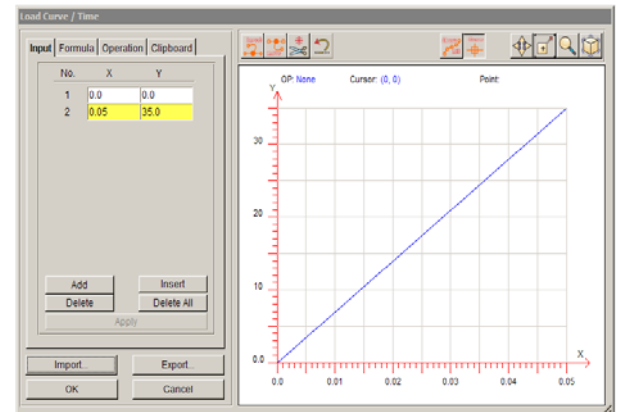 Load Curve / Time
Input Formula Operation Clipboard
No. X Y
1 0.0 0.0
2 0.05 35.0
Add Insert
Delete Delete All
Apply
Import... Export...
OK Cancel
OP: None Cursor: (0, 0) Point:
Y
30
20
10
0.0
X
0.0 0.01 0.02 0.03 0.04 0.05